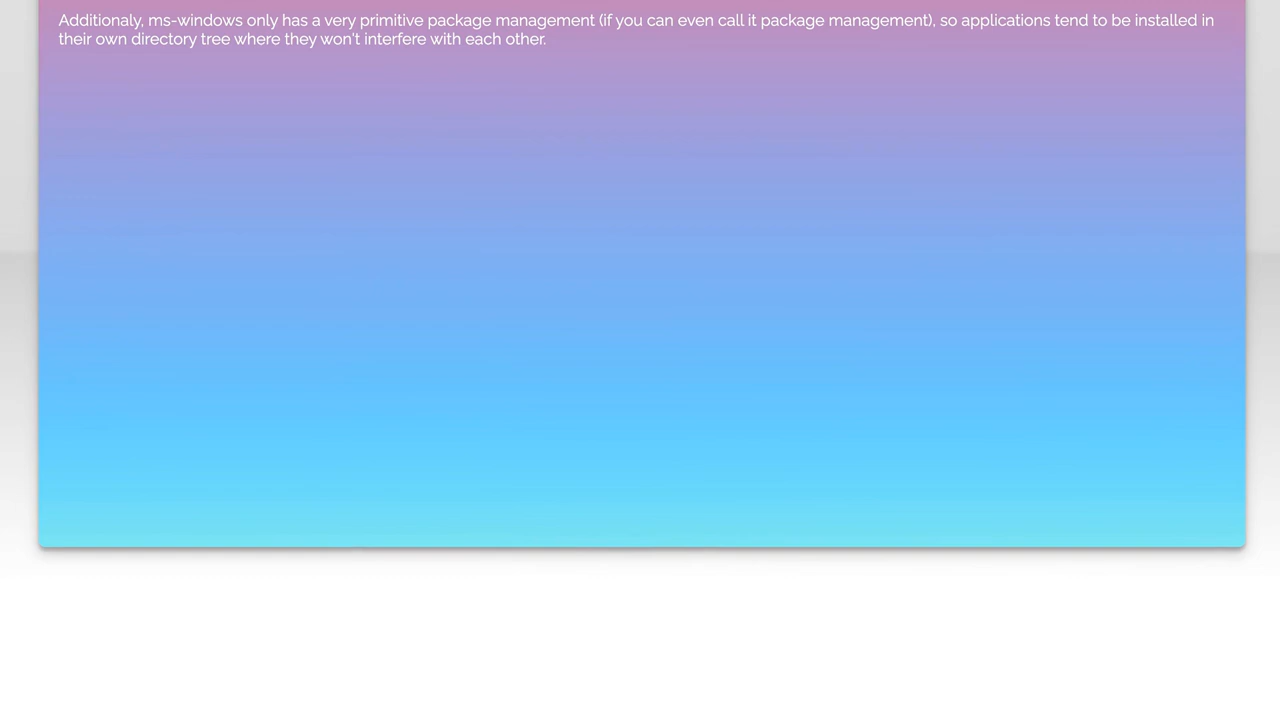 Additionaly, ms-windows only has a very primitive package management (if you can even call it package management), so applications tend to be installed in
their own directory tree where they won't interfere with each other.